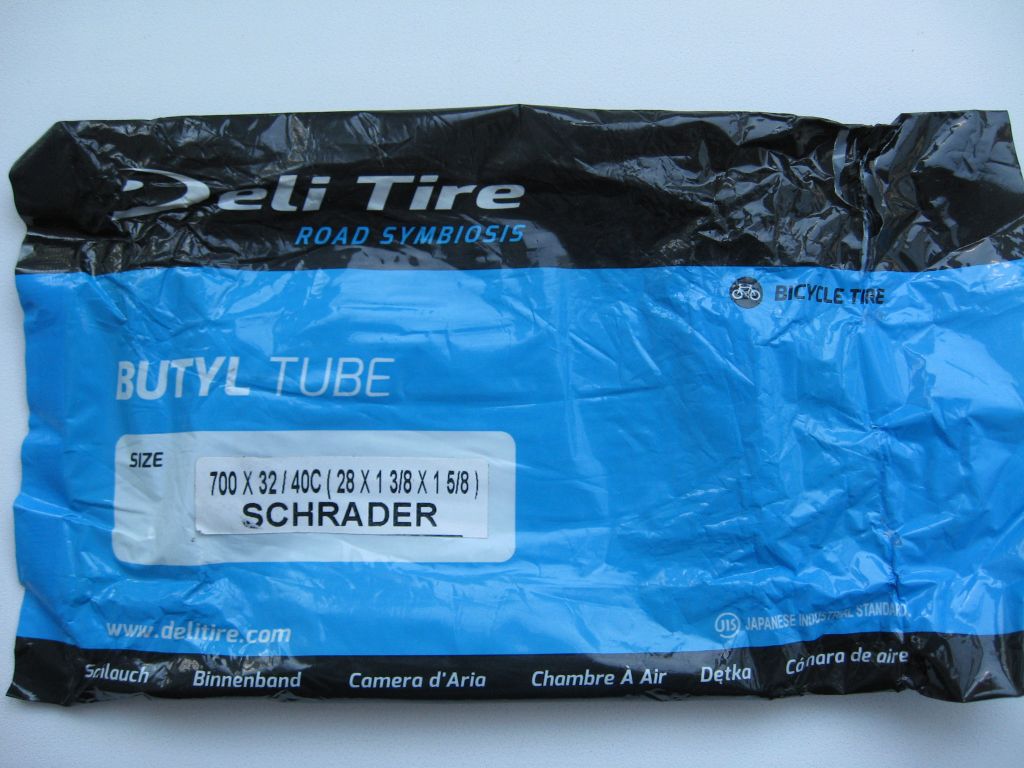 Deli Tire
ROAD SYMBIOSIS
BICYCLE TIRE
BUTYL TUBE
SIZE
700 X 32 / 40C ( 28 X 1 3/8 X 1 5/8 )
SCHRADER
www.delitire.com
JIS JAPANESE INDUSTRIAL STANDARD
Schlauch Binnenband Camera d'Aria Chambre À Air Dętka Cámara de aire